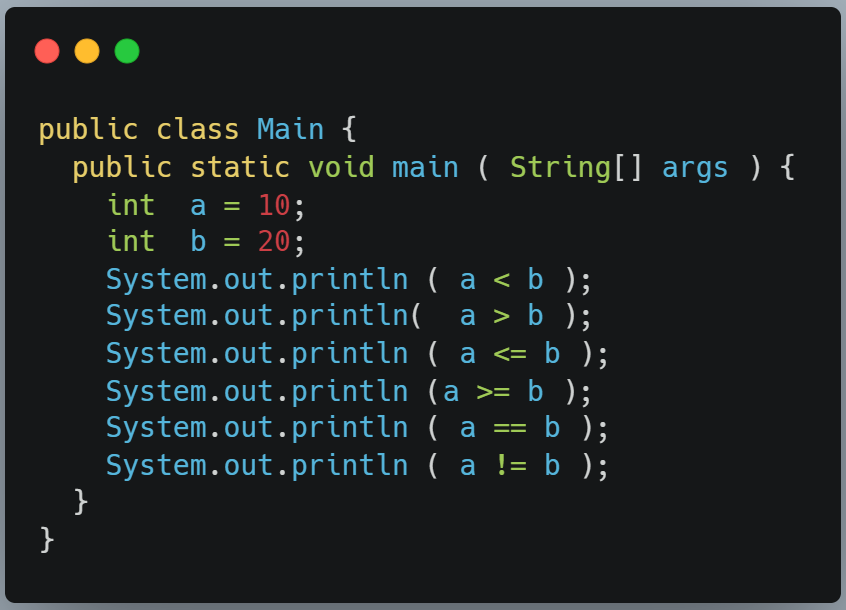 public class Main {
  public static void main ( String[] args ) {
    int  a = 10;
    int  b = 20;
    System.out.println ( a < b );
    System.out.println(  a > b );
    System.out.println ( a <= b );
    System.out.println (a >= b );
    System.out.println ( a == b );
    System.out.println ( a != b );
  }
}